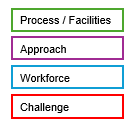 Process / Facilities
Approach
Workforce
Challenge